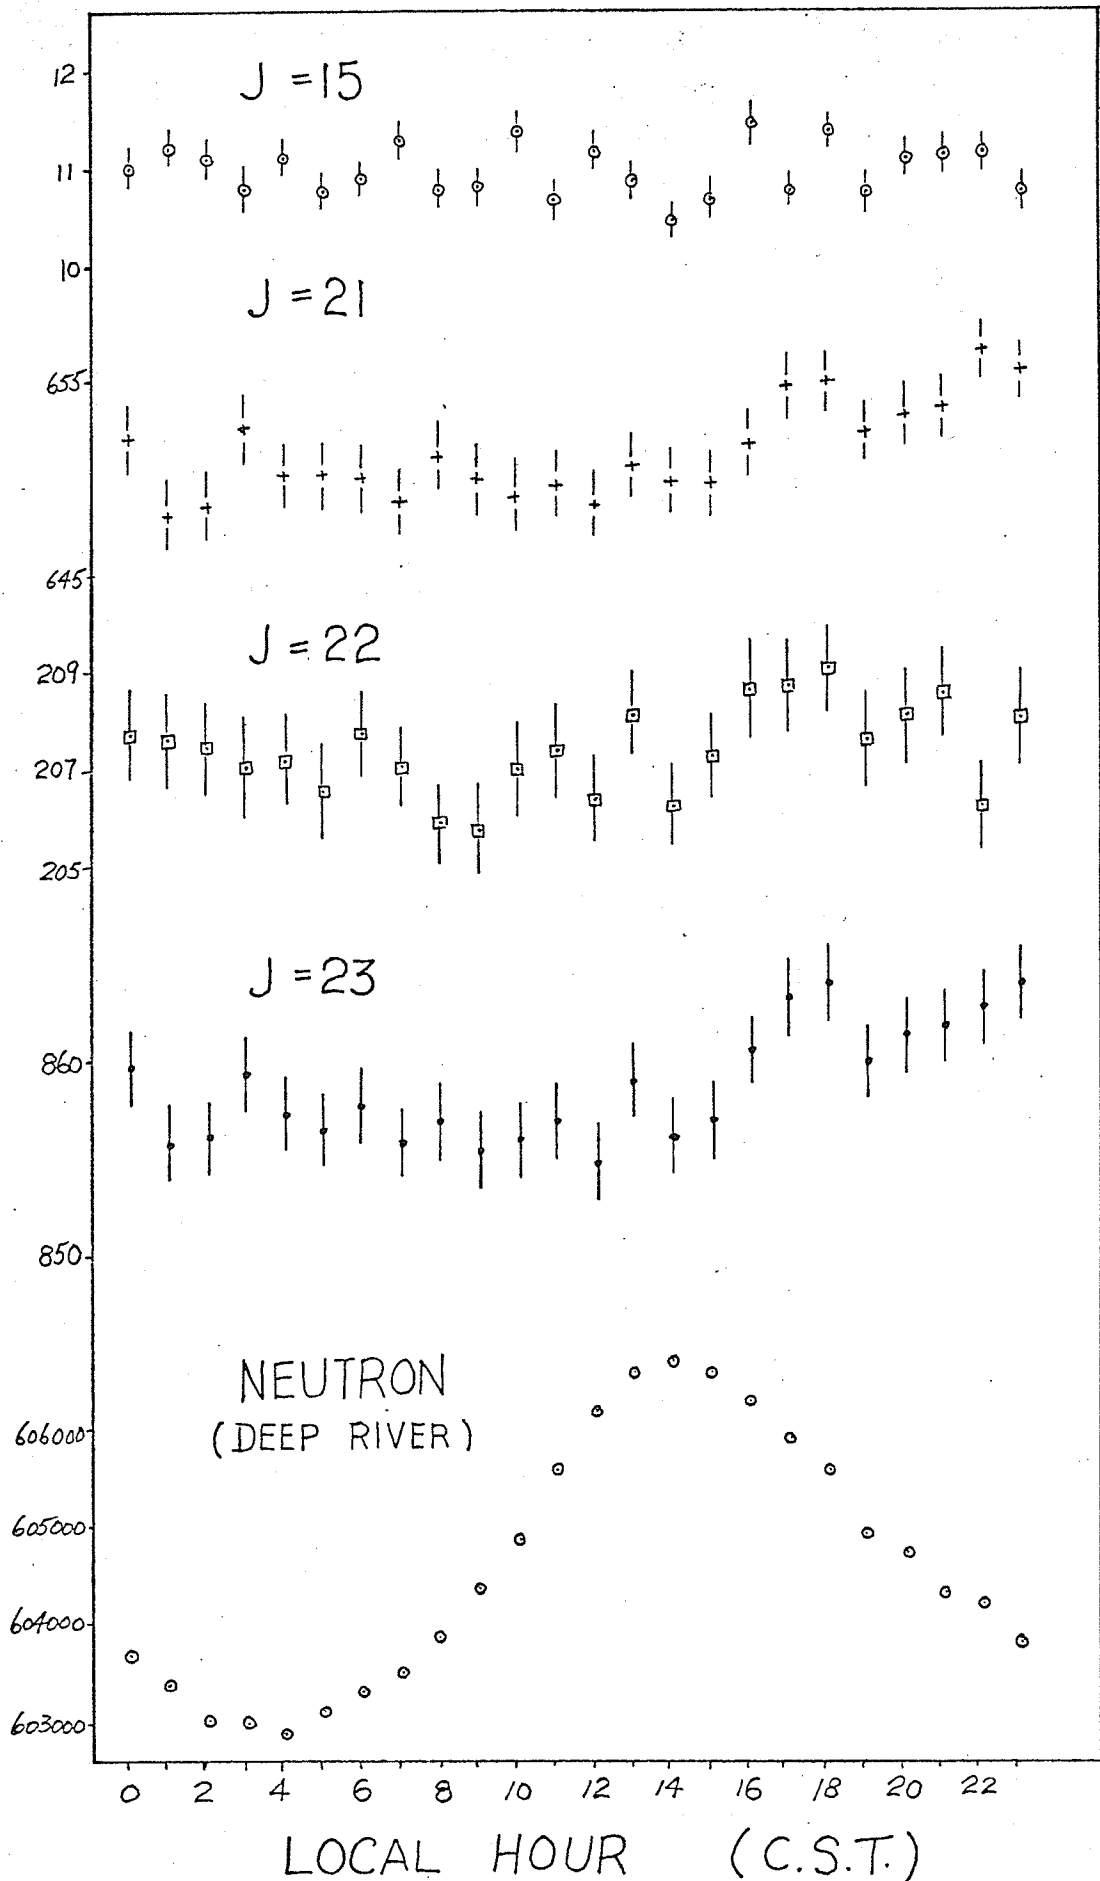 12
J = 15
11
10
J = 21
655
645
J = 22
209
207
205
J = 23
860
850
NEUTRON
(DEEP RIVER)
606000
605000
604000
603000
0 2 4 6 8 10 12 14 16 18 20 22
LOCAL HOUR (C.S.T.)